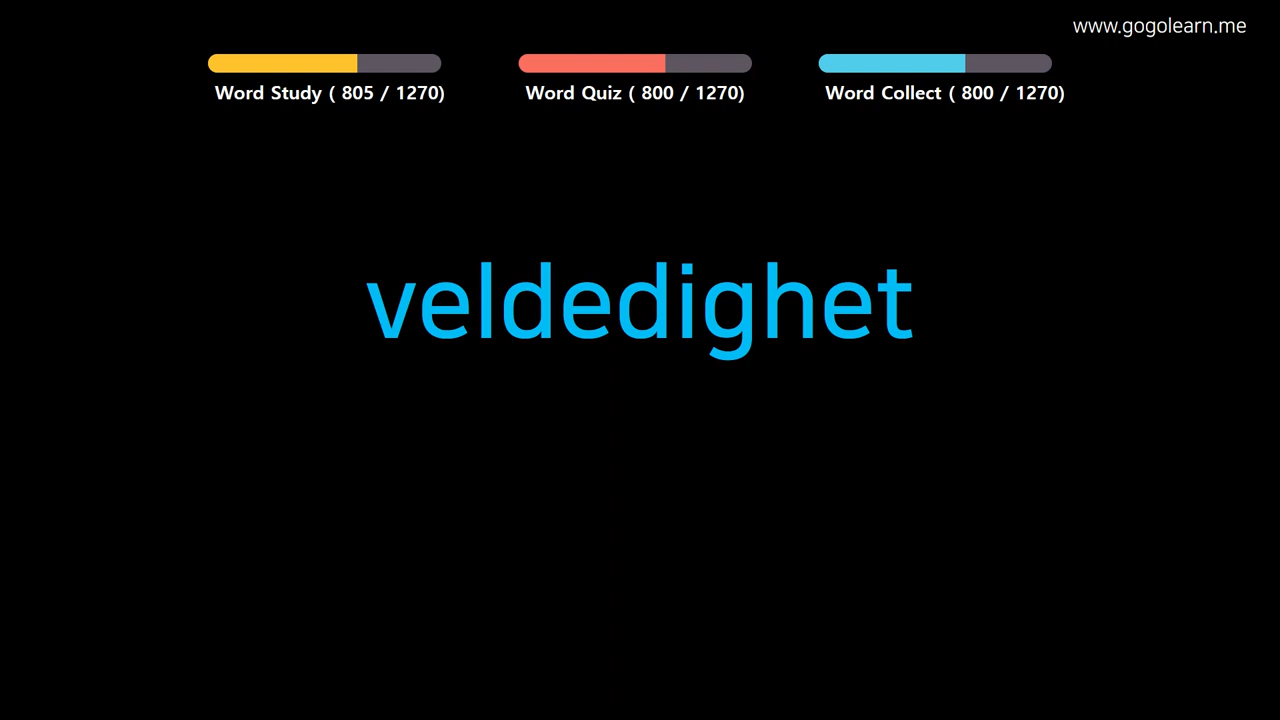 www.gogolearn.me
Word Study ( 805 / 1270)
Word Quiz ( 800 / 1270)
Word Collect ( 800 / 1270)
veldedighet